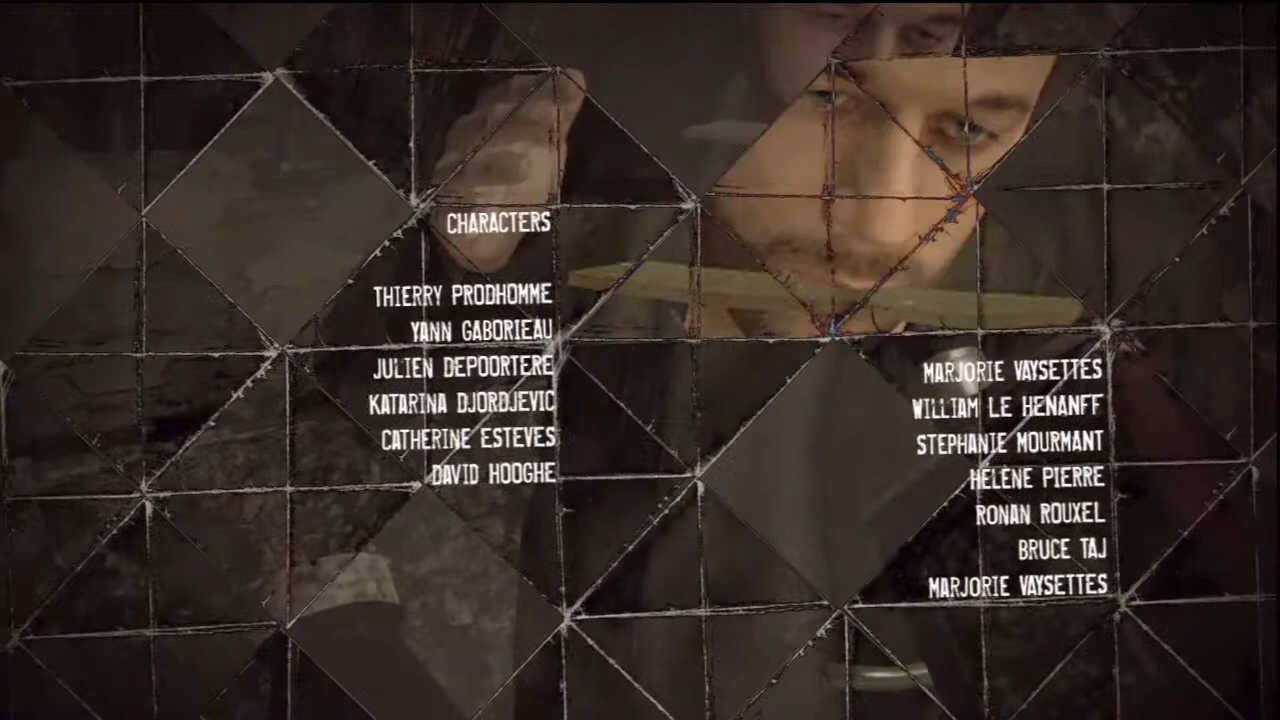 CHARACTERS
THIERRY PRODHOMME
YANN GABORIEAU
JULIEN DEPOORTERE
KATARINA DJORDJEVIC
CATHERINE ESTEVES
DAVID HOOGHE
MARJORIE VAYSETTES
WILLIAM LE HENANFF
STEPHANIE MOURMANT
HELENE PIERRE
RONAN ROUXEL
BRUCE TAJ
MARJORIE VAYSETTES